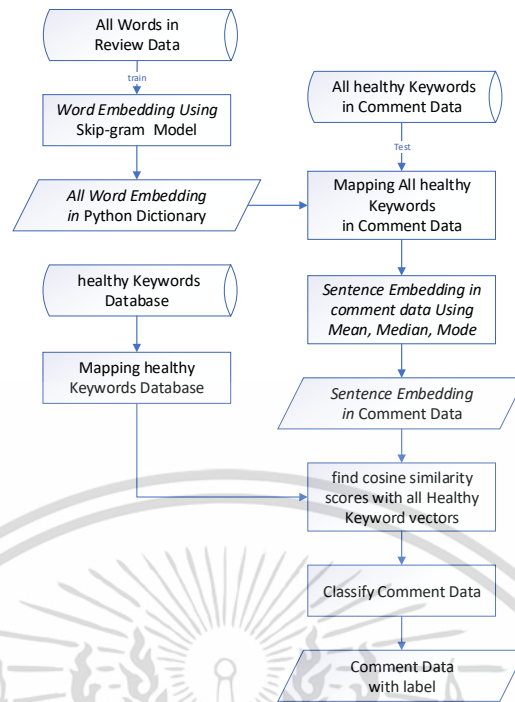 All Words in
Review Data
train
Word Embedding Using
Skip-gram Model
All Word Embedding
in Python Dictionary
healthy Keywords
Database
Mapping healthy
Keywords Database
All healthy Keywords
in Comment Data
Test
Mapping All healthy
Keywords
in Comment Data
Sentence Embedding in
comment data Using
Mean, Median, Mode
Sentence Embedding
in Comment Data
find cosine similarity
scores with all Healthy
Keyword vectors
Classify Comment Data
Comment Data
with label